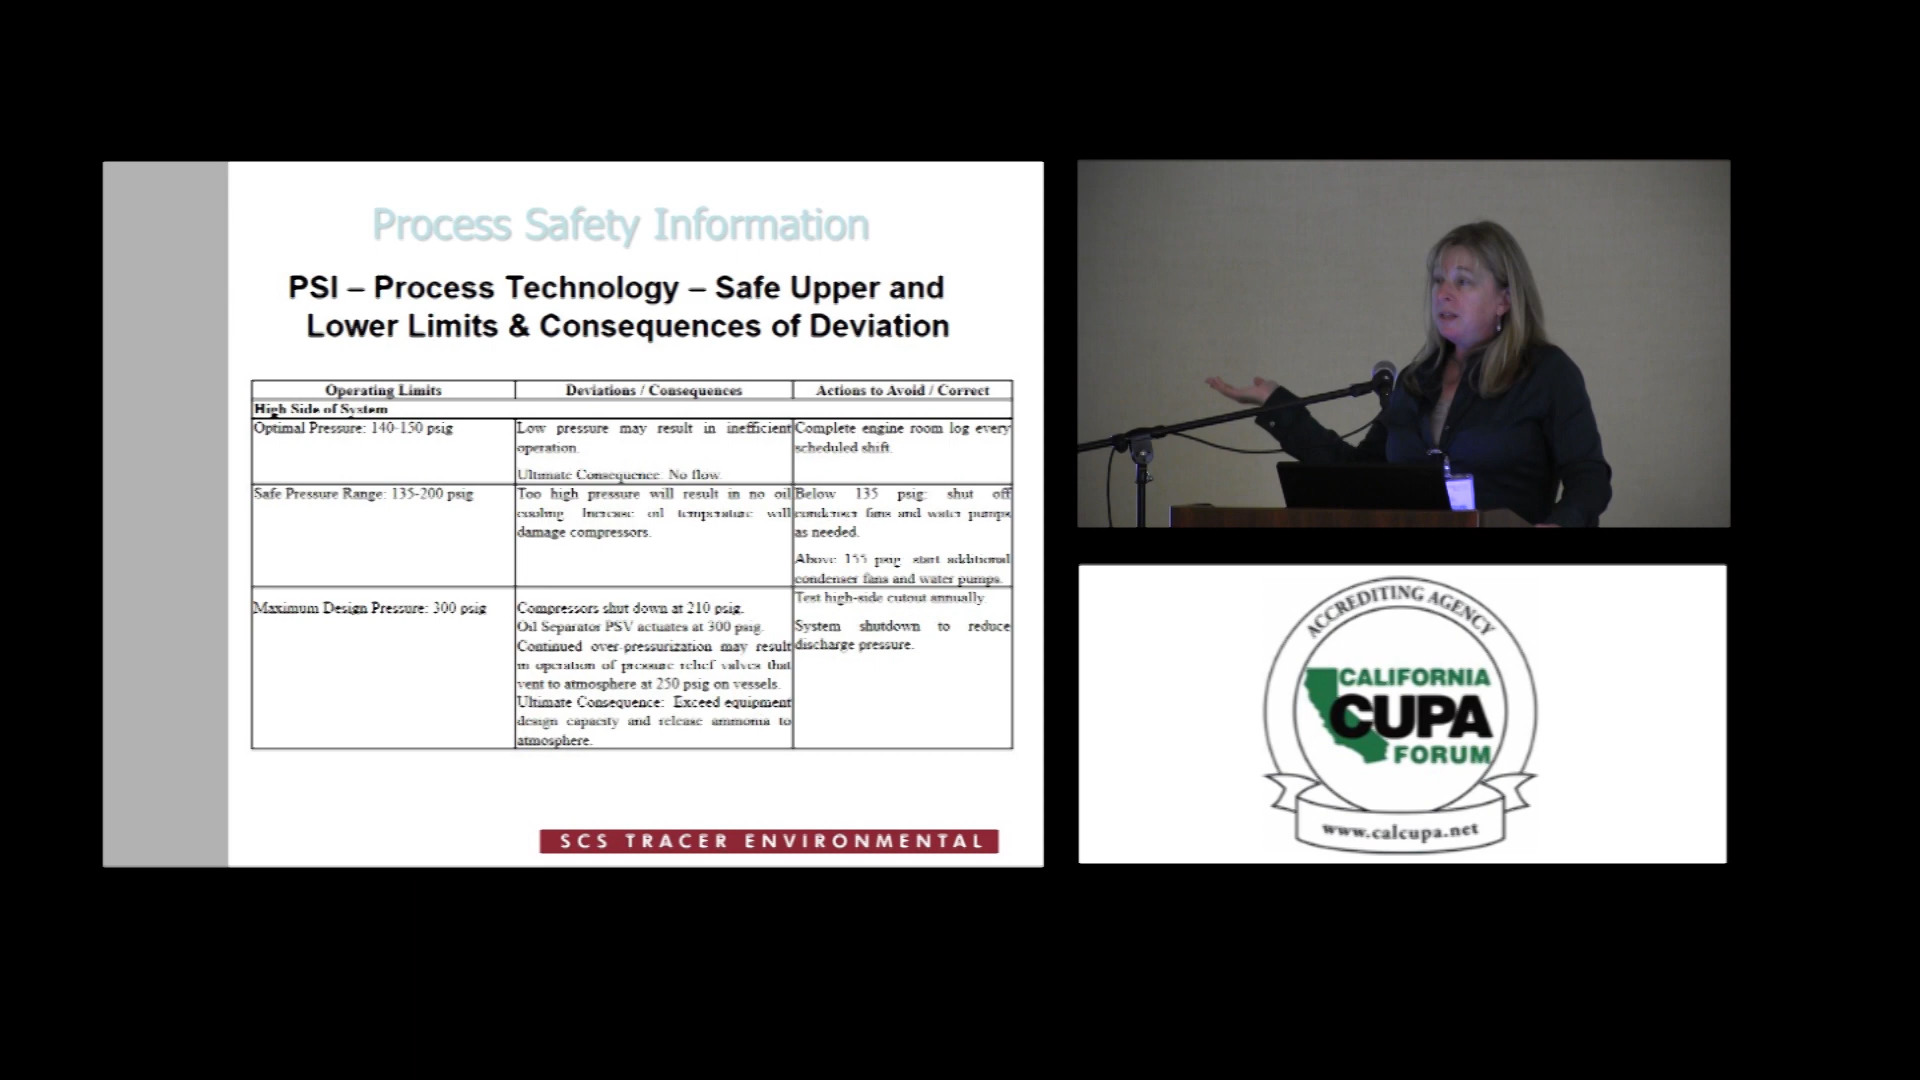 Process Safety Information
PSI – Process Technology – Safe Upper and
Lower Limits & Consequences of Deviation
Operating Limits
Deviations / Consequences
Actions to Avoid / Correct
High Side of System
Optimal Pressure: 140-150 psig
Low pressure may result in inefficient
operation.
Ultimate Consequence: No flow.
Complete engine room log every
scheduled shift.
Safe Pressure Range: 135-200 psig
Too high pressure will result in no oil
cooling. Increase oil temperature will
damage compressors.
Below 135 psig: shut off
condenser fans and water pumps
as needed.
Above 155 psig start additional
condenser fans and water pumps.
Maximum Design Pressure: 300 psig
Compressors shut down at 210 psig.
Oil Separator PSV actuates at 300 psig.
Continued over-pressurization may result
in operation of pressure relief valves that
vent to atmosphere at 250 psig on vessels.
Ultimate Consequence: Exceed equipment
design capacity and release ammonia to
atmosphere.
Test high-side cutout annually.
System shutdown to reduce
discharge pressure.
SCS TRACER ENVIRONMENTAL
ACCREDITING AGENCY
CALIFORNIA
CUPA
FORUM
www.calcupa.net